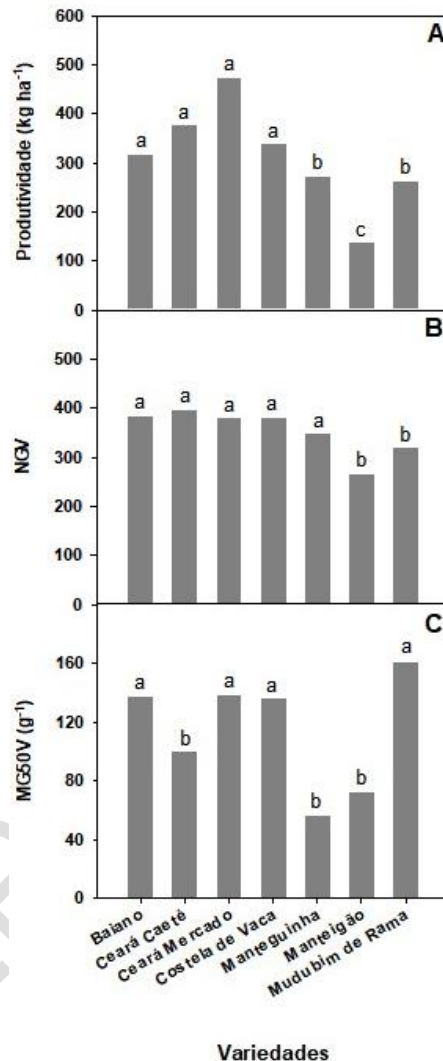 A
Produtividade (kg ha⁻¹)
600
500
400
300
200
100
0
a
a
a
a
b
c
b
B
NGV
500
400
300
200
100
0
a
a
a
a
a
b
b
C
MG50V (g⁻¹)
160
120
80
40
0
a
b
a
a
b
b
a
Baiano
Ceará Caeté
Ceará Mercado
Costela de Vaca
Manteguinha
Manteigão
Mudubim de Rama
Variedades